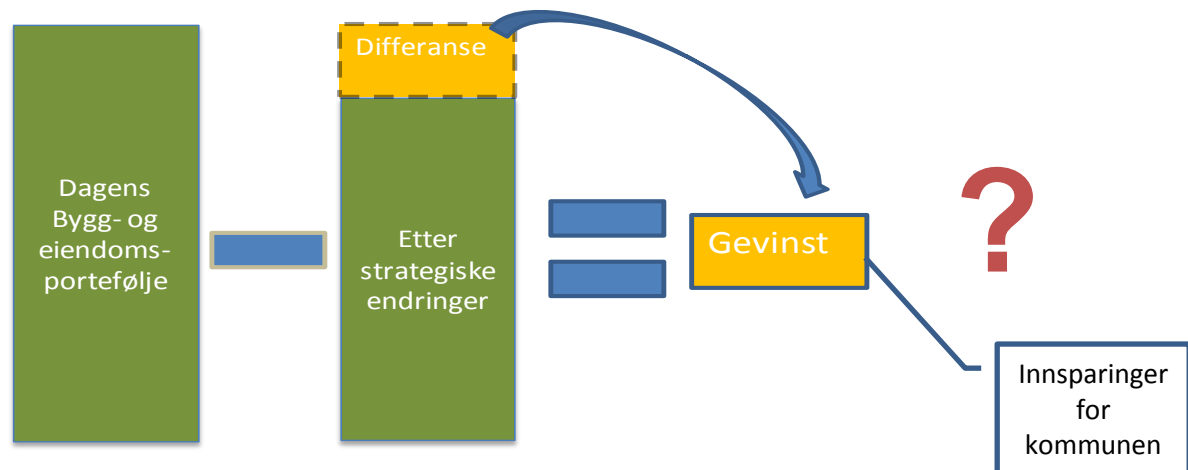 Dagens
Bygg- og
eiendoms-
portefølje
Differanse
Etter
strategiske
endringer
Gevinst
?
Innsparinger
for
kommunen